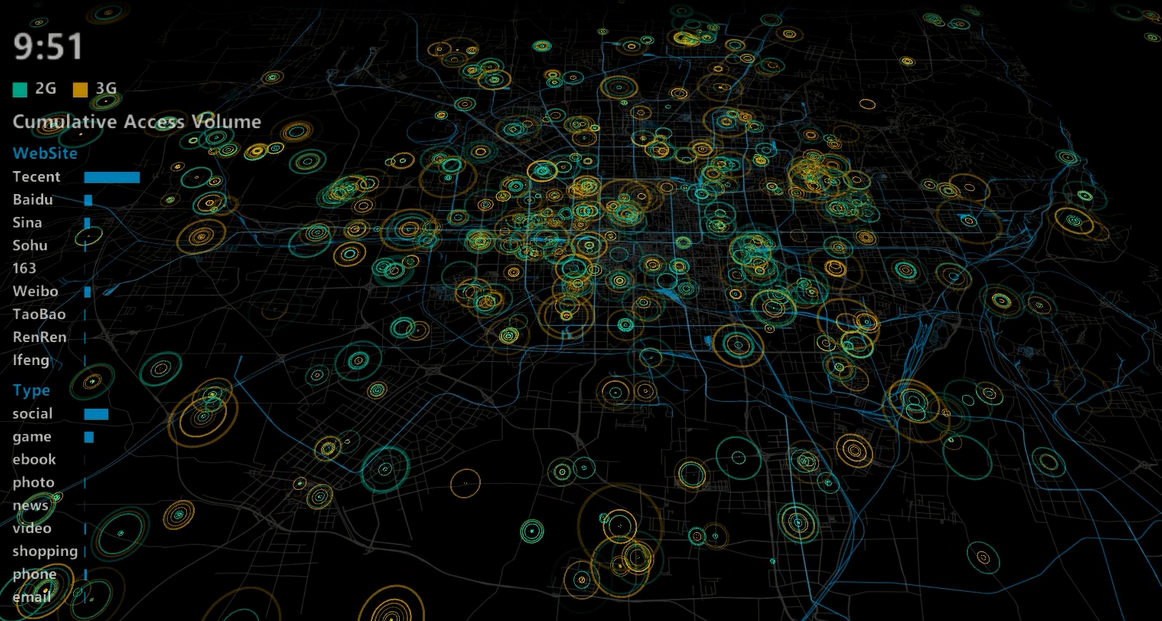 9:51
2G 3G
Cumulative Access Volume
WebSite
Tecent
Baidu
Sina
Sohu
163
Weibo
TaoBao
RenRen
Ifeng
Type
social
game
ebook
photo
news
video
shopping
phone
email